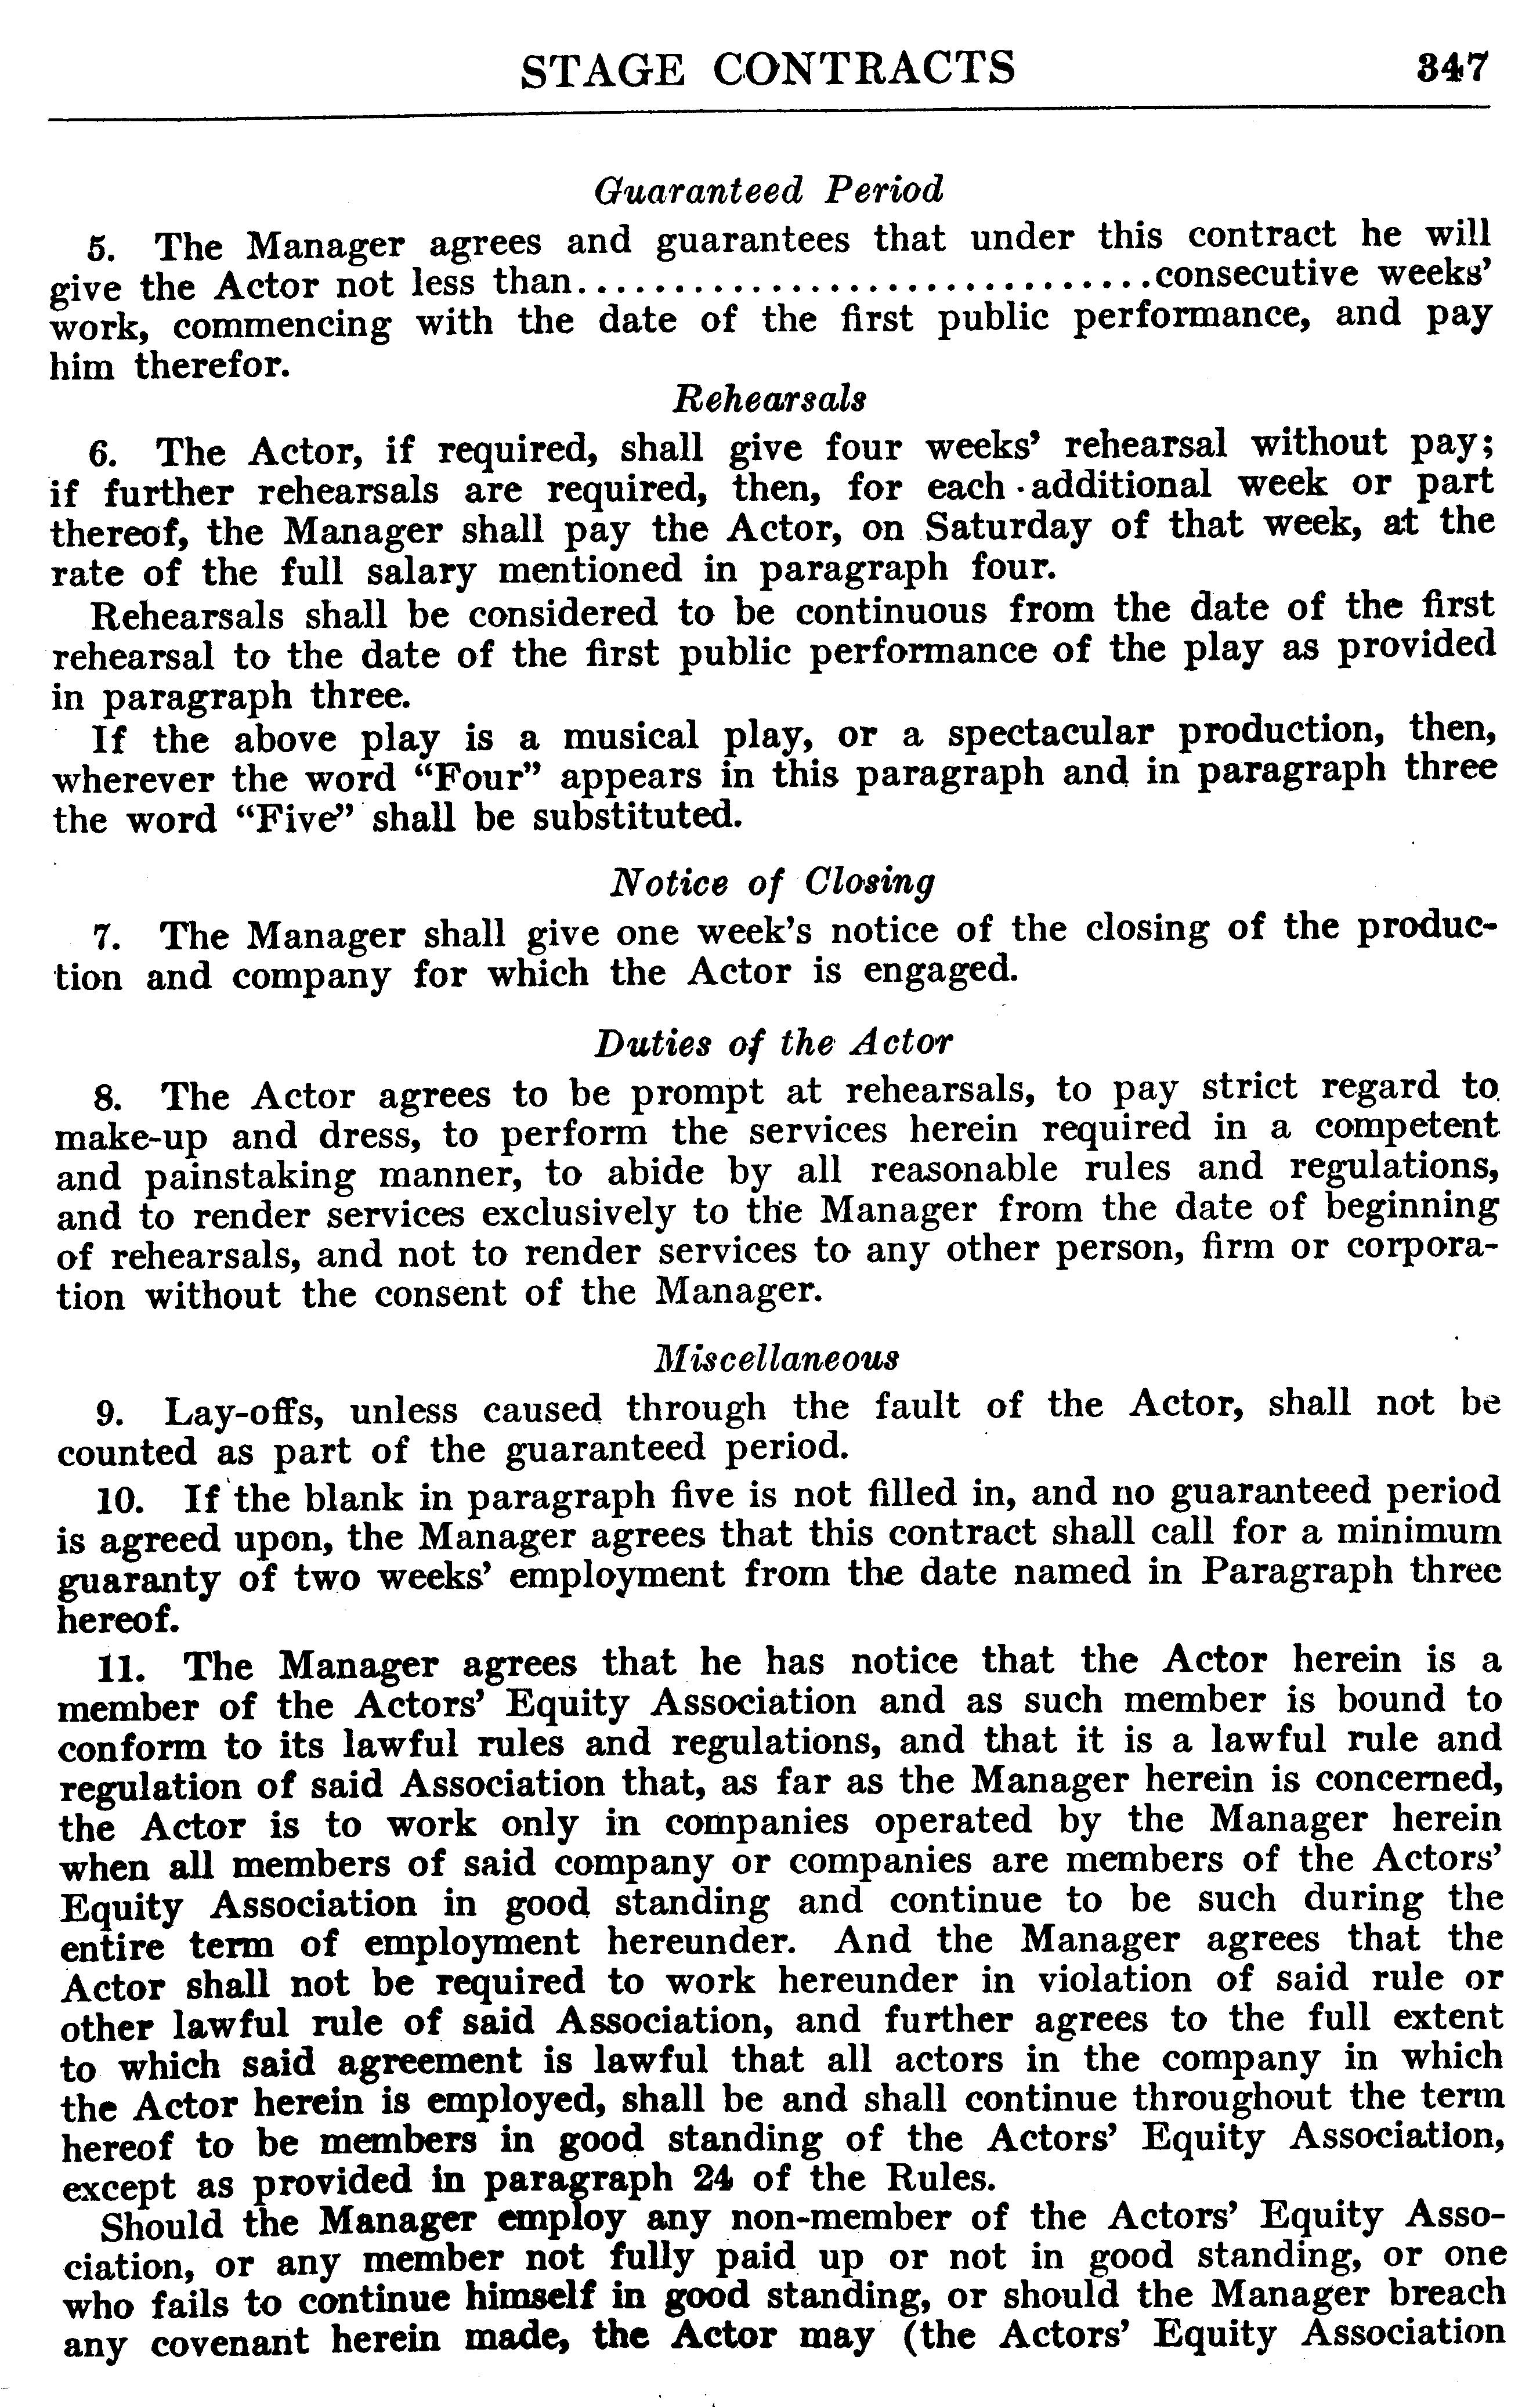 STAGE CONTRACTS 347
Guaranteed Period
5. The Manager agrees and guarantees that under this contract he will
give the Actor not less than..............................consecutive weeks'
work, commencing with the date of the first public performance, and pay
him therefor.
Rehearsals
6. The Actor, if required, shall give four weeks' rehearsal without pay;
if further rehearsals are required, then, for each additional week or part
thereof, the Manager shall pay the Actor, on Saturday of that week, at the
rate of the full salary mentioned in paragraph four.
Rehearsals shall be considered to be continuous from the date of the first
rehearsal to the date of the first public performance of the play as provided
in paragraph three.
If the above play is a musical play, or a spectacular production, then,
wherever the word “Four” appears in this paragraph and in paragraph three
the word “Five” shall be substituted.
Notice of Closing
7. The Manager shall give one week's notice of the closing of the produc-
tion and company for which the Actor is engaged.
Duties of the Actor
8. The Actor agrees to be prompt at rehearsals, to pay strict regard to
make-up and dress, to perform the services herein required in a competent
and painstaking manner, to abide by all reasonable rules and regulations,
and to render services exclusively to the Manager from the date of beginning
of rehearsals, and not to render services to any other person, firm or corpora-
tion without the consent of the Manager.
Miscellaneous
9. Lay-offs, unless caused through the fault of the Actor, shall not be
counted as part of the guaranteed period.
10. If the blank in paragraph five is not filled in, and no guaranteed period
is agreed upon, the Manager agrees that this contract shall call for a minimum
guaranty of two weeks' employment from the date named in Paragraph three
hereof.
11. The Manager agrees that he has notice that the Actor herein is a
member of the Actors' Equity Association and as such member is bound to
conform to its lawful rules and regulations, and that it is a lawful rule and
regulation of said Association that, as far as the Manager herein is concerned,
the Actor is to work only in companies operated by the Manager herein
when all members of said company or companies are members of the Actors'
Equity Association in good standing and continue to be such during the
entire term of employment hereunder. And the Manager agrees that the
Actor shall not be required to work hereunder in violation of said rule or
other lawful rule of said Association, and further agrees to the full extent
to which said agreement is lawful that all actors in the company in which
the Actor herein is employed, shall be and shall continue throughout the term
hereof to be members in good standing of the Actors' Equity Association,
except as provided in paragraph 24 of the Rules.
Should the Manager employ any non-member of the Actors' Equity Asso-
ciation, or any member not fully paid up or not in good standing, or one
who fails to continue himself in good standing, or should the Manager breach
any covenant herein made, the Actor may (the Actors' Equity Association